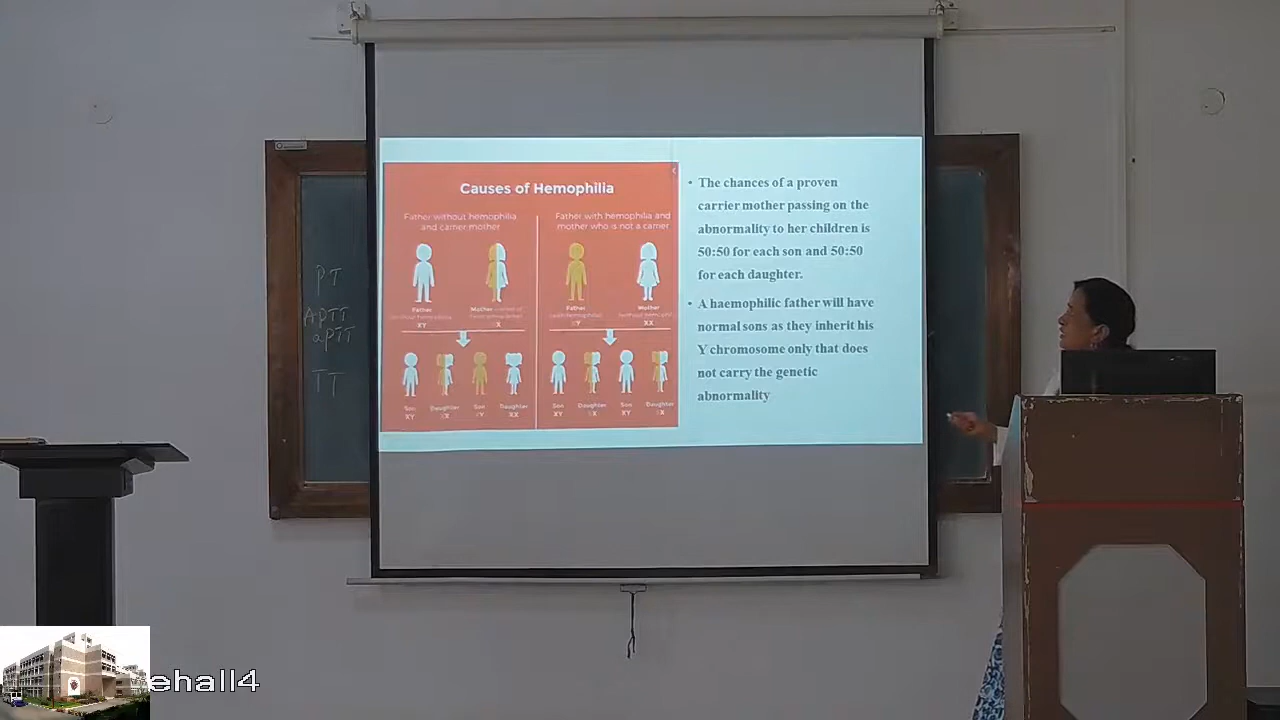 Causes of Hemophilia
Father without hemophilia
and carrier mother
Father with hemophilia and
mother who is not a carrier
Father
XY
Mother
X
Father
XY
Mother
XX
Son
XY
Daughter
X
Son
Y
Daughter
XX
Son
XY
Daughter
X
Son
XY
Daughter
X
• The chances of a proven
carrier mother passing on the
abnormality to her children is
50:50 for each son and 50:50
for each daughter.
• A haemophilic father will have
normal sons as they inherit his
Y chromosome only that does
not carry the genetic
abnormality
PT
APTT
aPTT
TT
ehall4